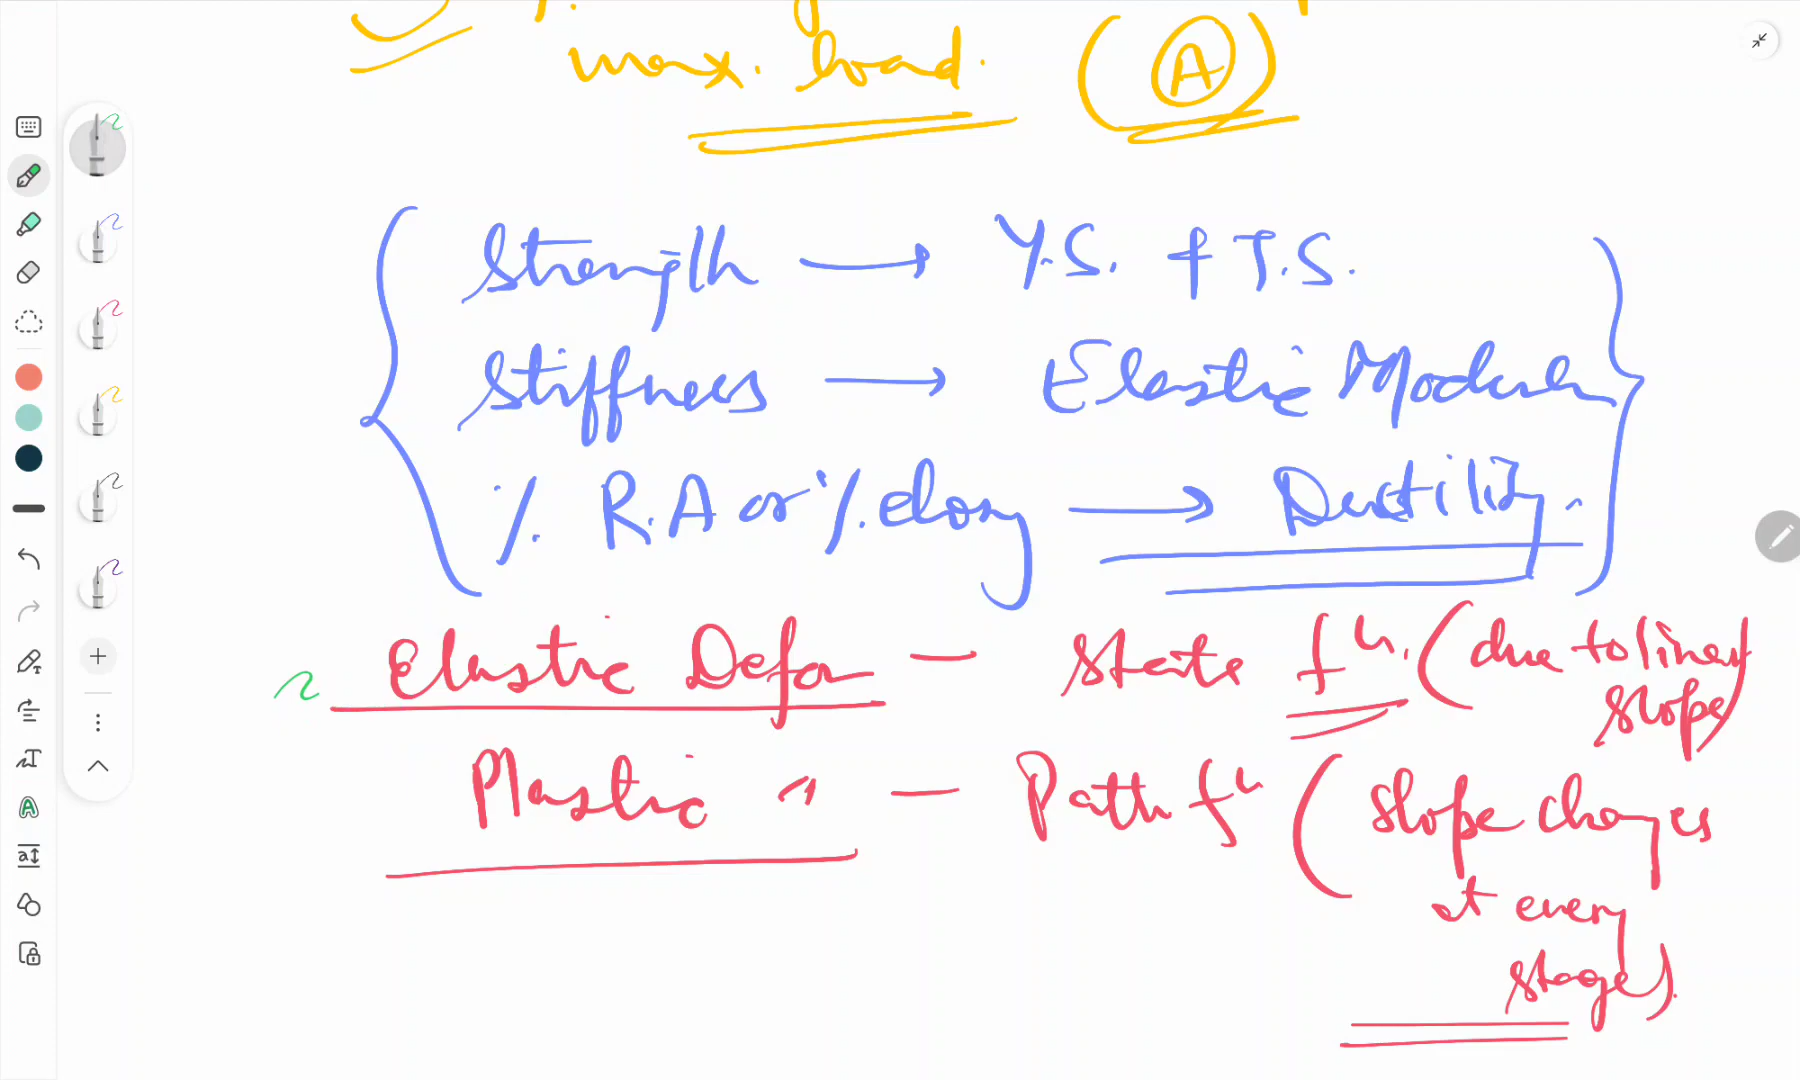 max. load. (A)
Strength → Y.S. & T.S.
Stiffness → Elastic Modulus
% R.A or % elong → Ductility.
Elastic Defor — State fⁿ. (due to linear slope)
Plastic " — Path fⁿ (slope changes
at every
stage).